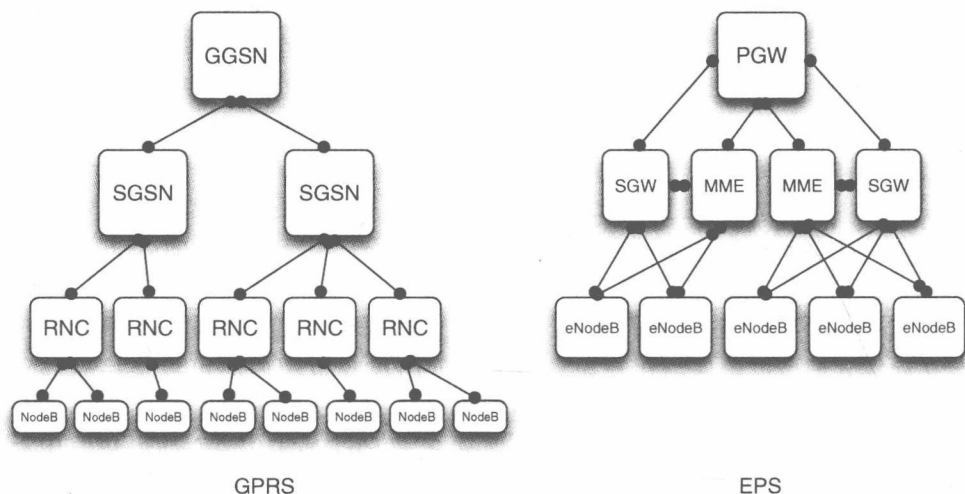 GGSN
PGW
SGSN SGSN
SGW MME MME SGW
RNC RNC RNC RNC RNC
eNodeB eNodeB eNodeB eNodeB eNodeB
NodeB NodeB NodeB NodeB NodeB NodeB NodeB NodeB
GPRS
EPS